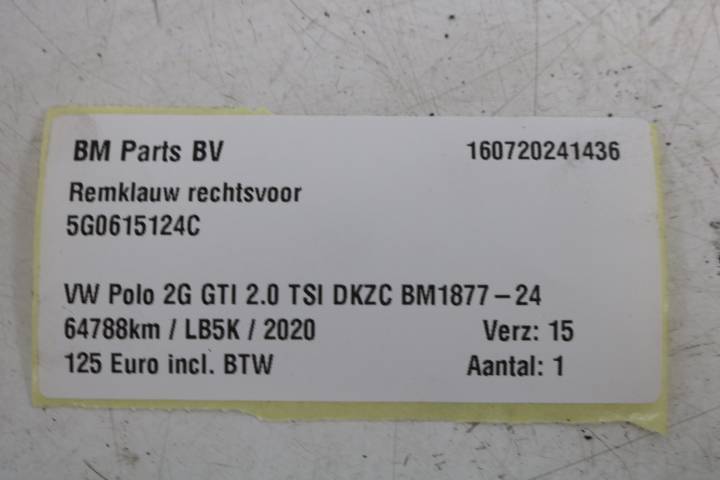 BM Parts BV 160720241436
Remklauw rechtsvoor
5G0615124C
VW Polo 2G GTI 2.0 TSI DKZC BM1877-24
64788km / LB5K / 2020 Verz: 15
125 Euro incl. BTW Aantal: 1